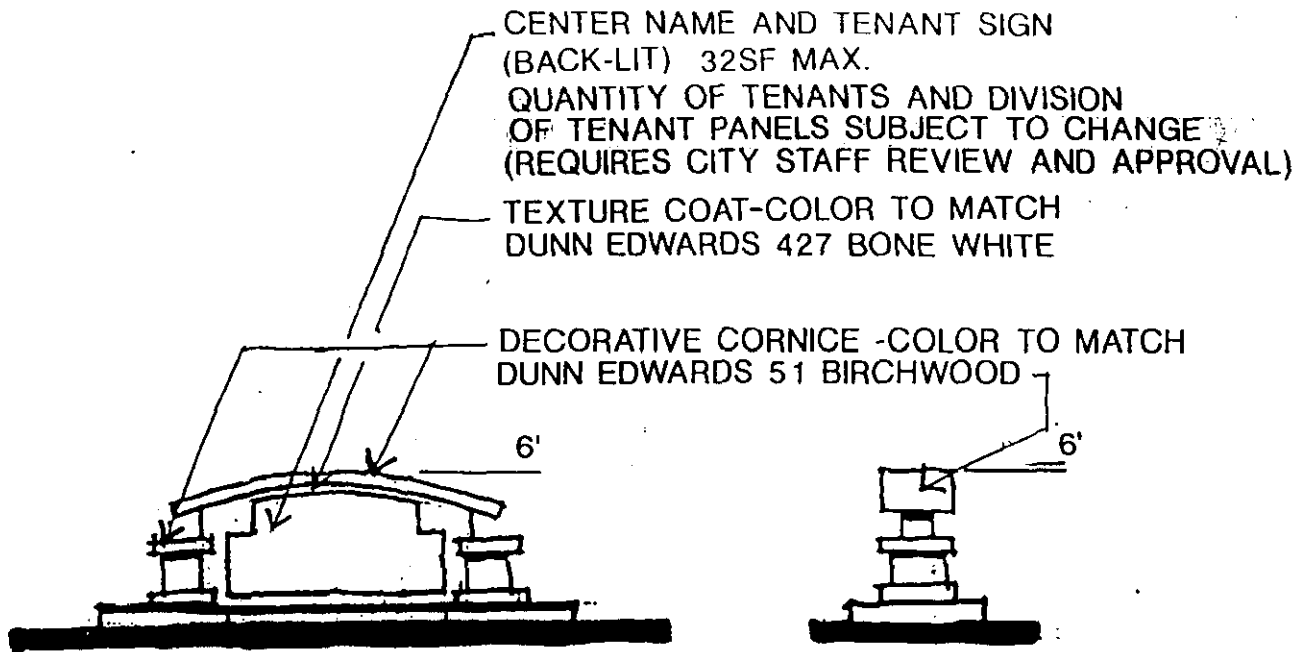 CENTER NAME AND TENANT SIGN
(BACK-LIT) 32SF MAX.
QUANTITY OF TENANTS AND DIVISION
OF TENANT PANELS SUBJECT TO CHANGE
(REQUIRES CITY STAFF REVIEW AND APPROVAL)
TEXTURE COAT-COLOR TO MATCH
DUNN EDWARDS 427 BONE WHITE
DECORATIVE CORNICE -COLOR TO MATCH
DUNN EDWARDS 51 BIRCHWOOD
6'
6'